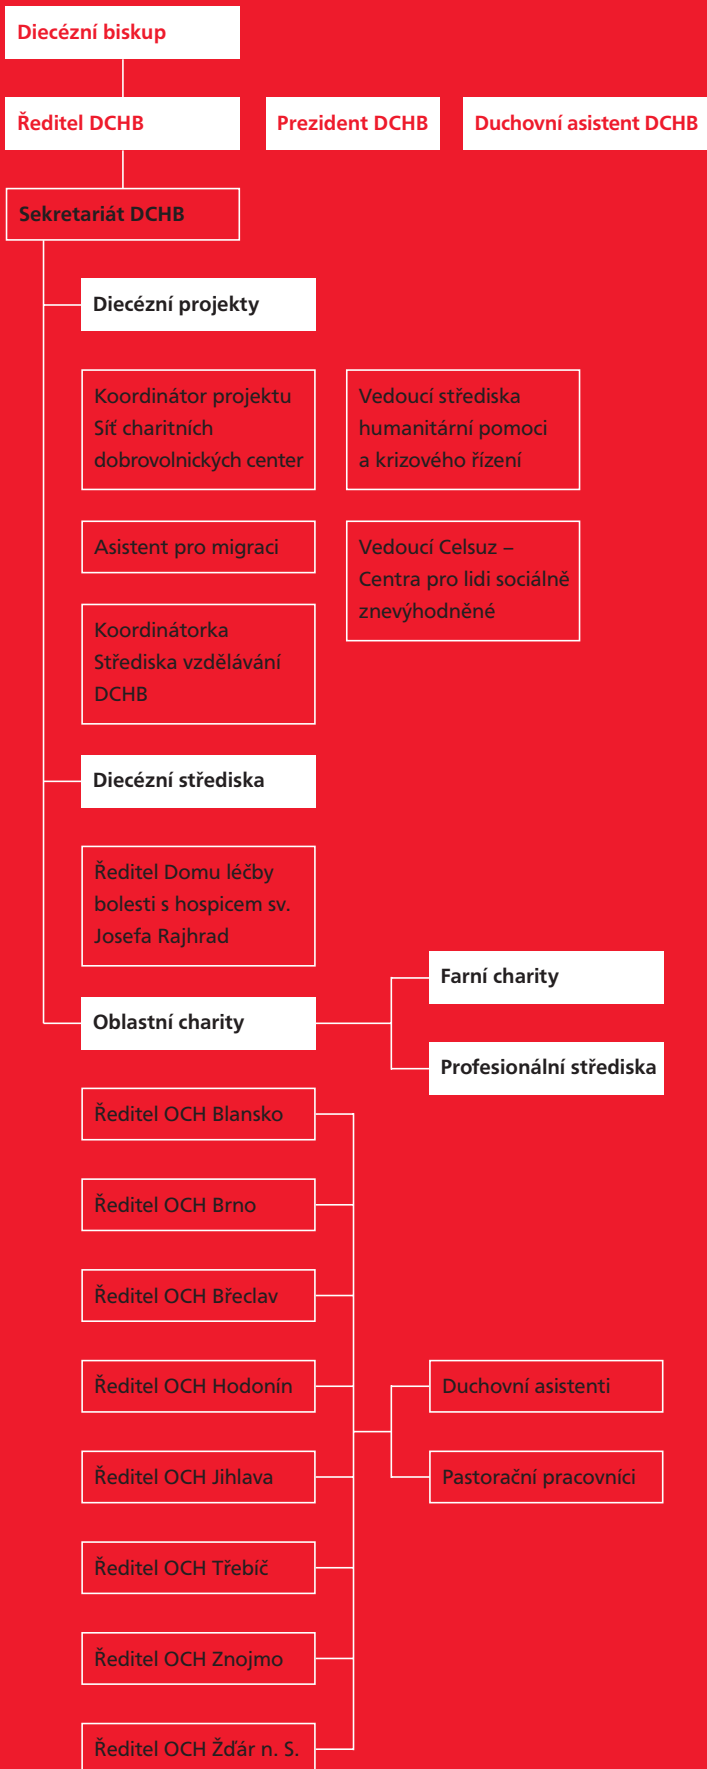 Diecézní biskup
Ředitel DCHB
Prezident DCHB
Duchovní asistent DCHB
Sekretariát DCHB
Diecézní projekty
Koordinátor projektu
Síť charitních
dobrovolnických center
Vedoucí střediska
humanitární pomoci
a krizového řízení
Asistent pro migraci
Vedoucí Celsuz –
Centra pro lidi sociálně
znevýhodněné
Koordinátorka
Střediska vzdělávání
DCHB
Diecézní střediska
Ředitel Domu léčby
bolesti s hospicem sv.
Josefa Rajhrad
Oblastní charity
Farní charity
Profesionální střediska
Ředitel OCH Blansko
Ředitel OCH Brno
Ředitel OCH Břeclav
Ředitel OCH Hodonín
Ředitel OCH Jihlava
Ředitel OCH Třebíč
Ředitel OCH Znojmo
Ředitel OCH Žďár n. S.
Duchovní asistenti
Pastorační pracovníci